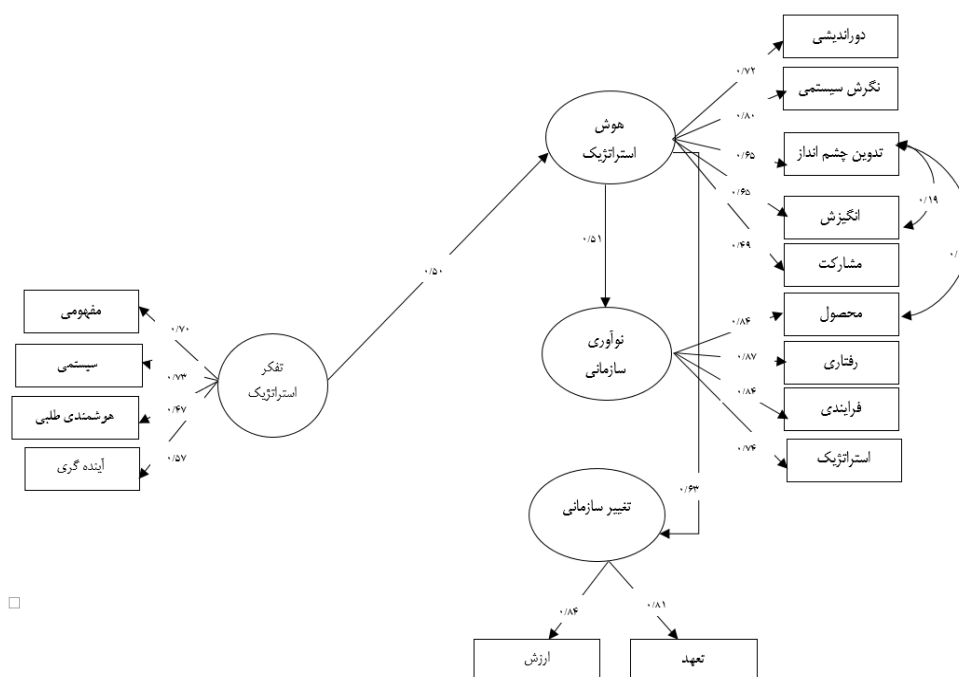 دوراندیشی
۰/۷۲
نگرش سیستمی
۰/۸۰
هوش
استراتژیک
تدوین چشم انداز
۰/۶۵
انگیزش
۰/۶۵
۰/۱۹
مشارکت
۰/۴۹
۰/۵۱
۰/۵۰
محصول
۰/۸۴
نوآوری
سازمانی
رفتاری
۰/۸۷
فرایندی
۰/۸۴
استراتژیک
۰/۷۴
مفهومی
۰/۷۰
سیستمی
۰/۷۳
تفکر
استراتژیک
هوشمندی طلبی
۰/۴۷
آینده گری
۰/۵۷
۰/۶۳
تغییر سازمانی
۰/۸۱
۰/۸۴
تعهد
ارزش